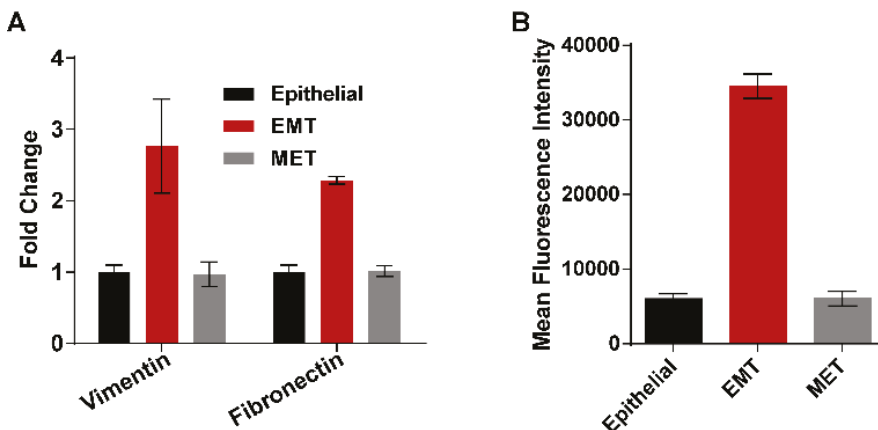 A
Fold Change
4
3
2
1
0
Epithelial
EMT
MET
Vimentin
Fibronectin
B
Mean Fluorescence Intensity
40000
30000
20000
10000
0
Epithelial
EMT
MET